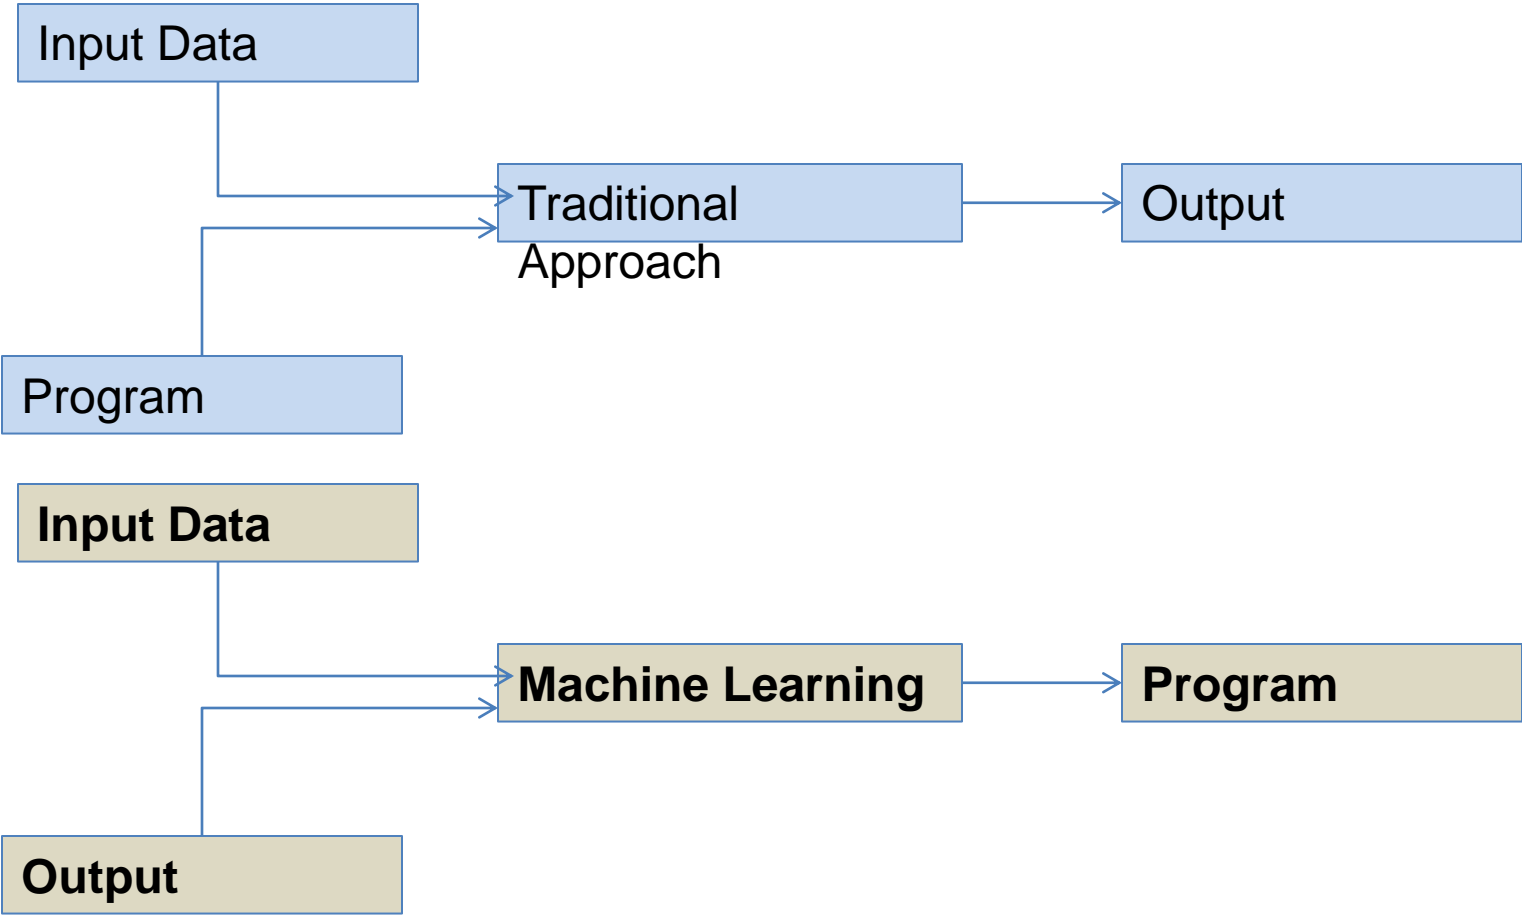 Input Data
Traditional
Approach
Output
Program
Input Data
Machine Learning
Program
Output